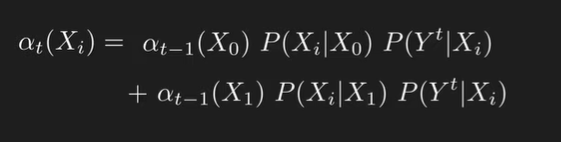 αₜ(Xᵢ) = αₜ₋₁(X₀) P(Xᵢ|X₀) P(Yᵗ|Xᵢ)
+ αₜ₋₁(X₁) P(Xᵢ|X₁) P(Yᵗ|Xᵢ)